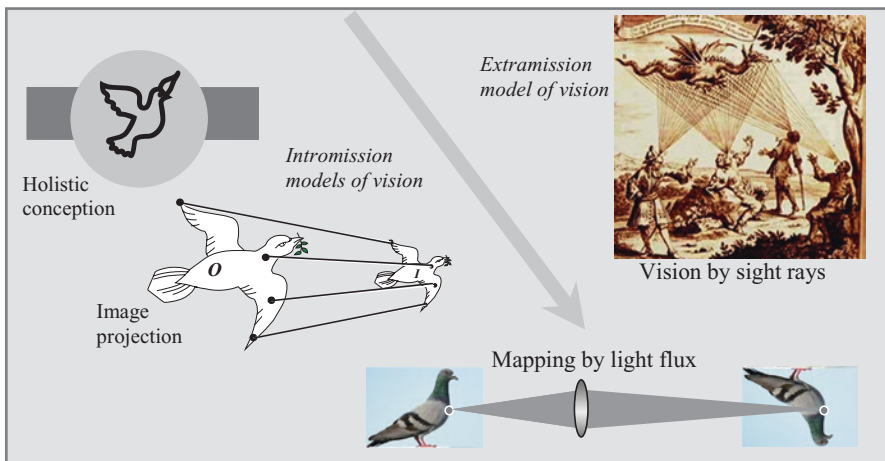 Extramission
model of vision
Intromission
models of vision
Holistic
conception
O
I
Image
projection
Vision by sight rays
Mapping by light flux